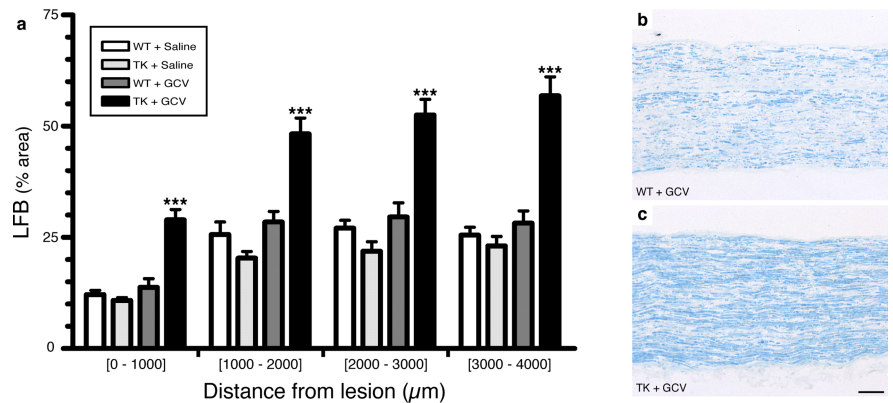 a
75
50
25
0
LFB (% area)
WT + Saline
TK + Saline
WT + GCV
TK + GCV
***
***
***
***
[0 - 1000]
[1000 - 2000]
[2000 - 3000]
[3000 - 4000]
Distance from lesion (µm)
b
WT + GCV
c
TK + GCV